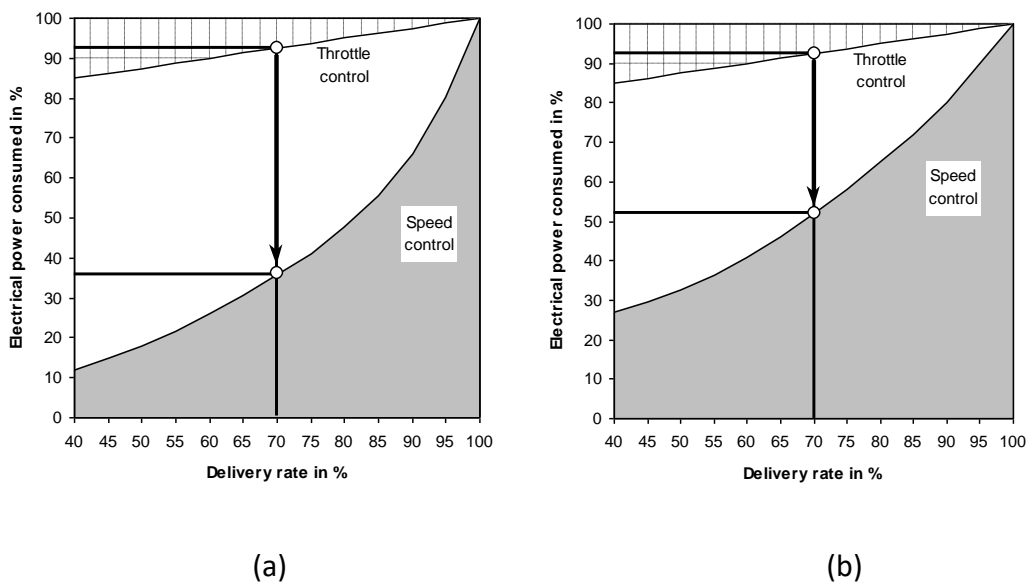 100
90
80
70
60
50
40
30
20
10
0
Electrical power consumed in %
Throttle
control
Speed
control
40 45 50 55 60 65 70 75 80 85 90 95 100
Delivery rate in %
(a)
100
90
80
70
60
50
40
30
20
10
0
Electrical power consumed in %
Throttle
control
Speed
control
40 45 50 55 60 65 70 75 80 85 90 95 100
Delivery rate in %
(b)